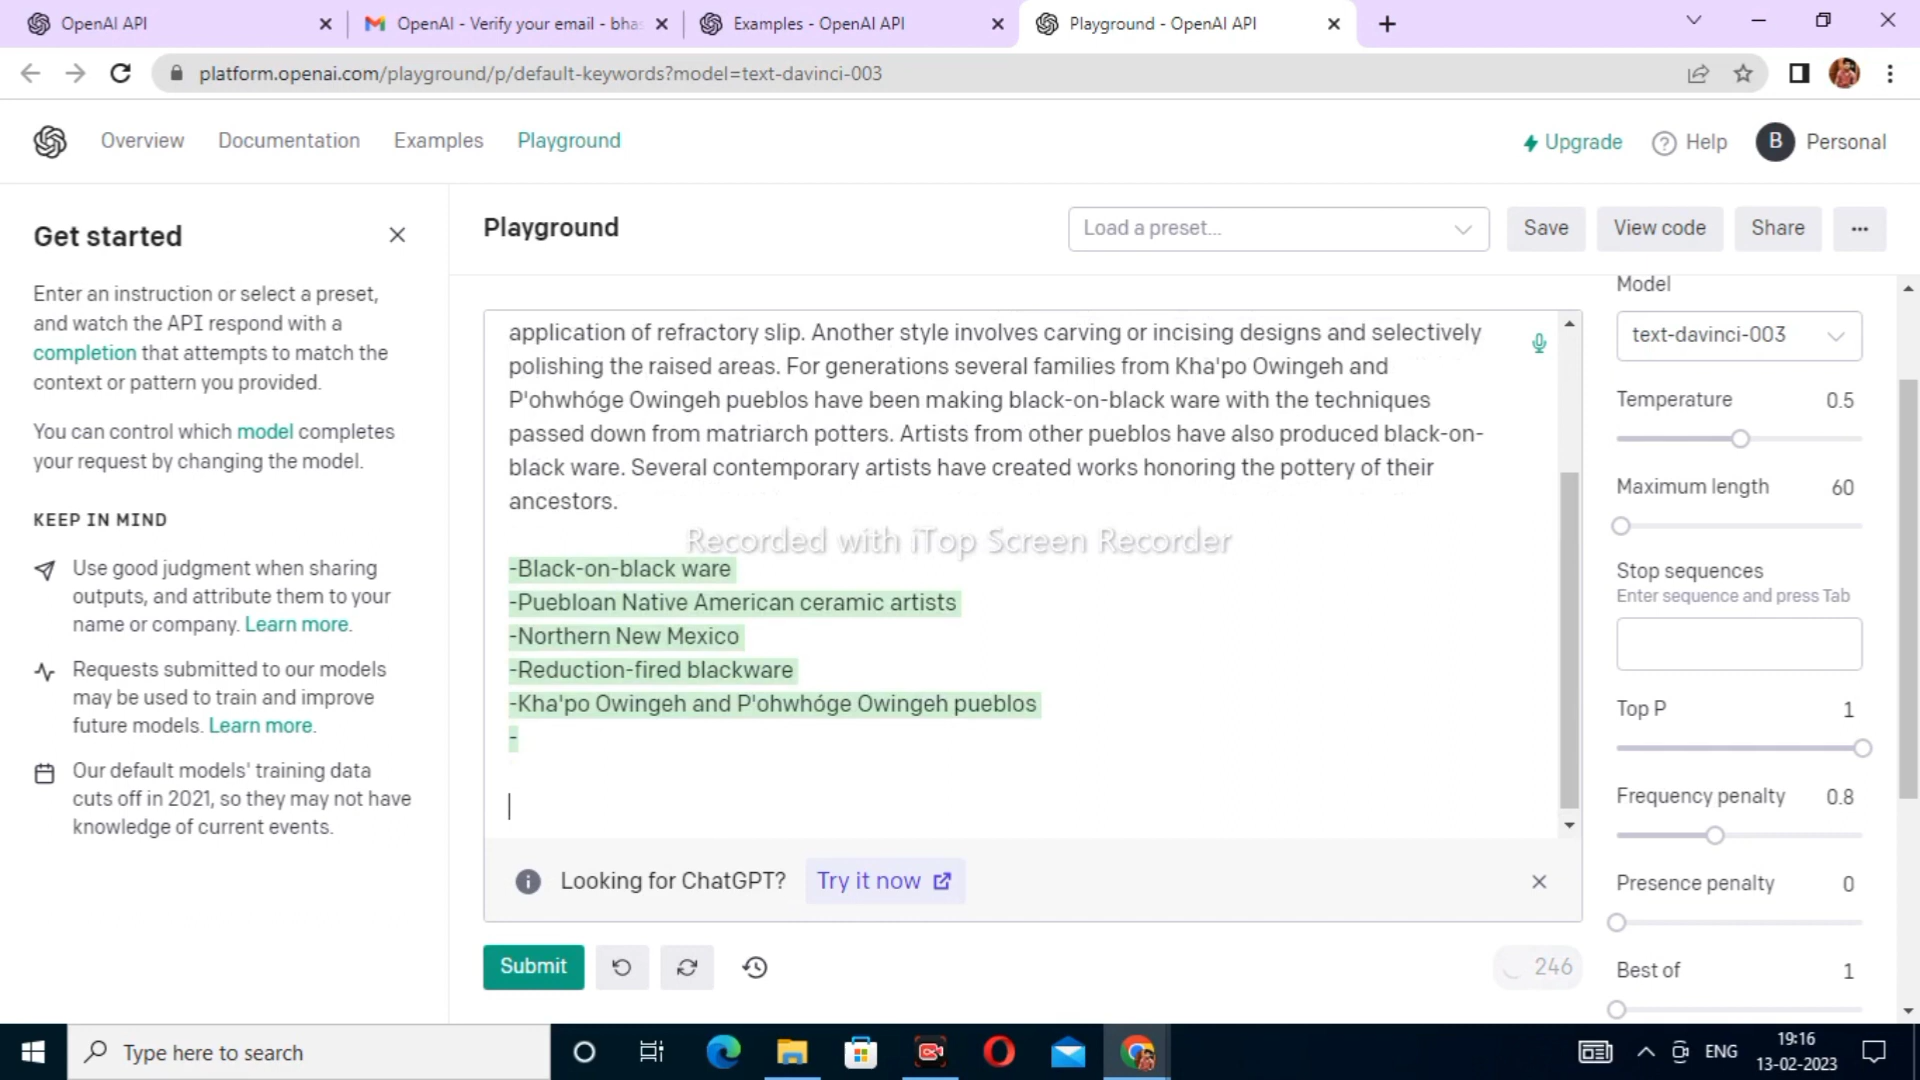 OpenAI API
OpenAI - Verify your email - bha
Examples - OpenAI API
Playground - OpenAI API
platform.openai.com/playground/p/default-keywords?model=text-davinci-003
Overview
Documentation
Examples
Playground
Upgrade
Help
B
Personal
Get started
Enter an instruction or select a preset,
and watch the API respond with a
completion that attempts to match the
context or pattern you provided.
You can control which model completes
your request by changing the model.
KEEP IN MIND
Use good judgment when sharing
outputs, and attribute them to your
name or company. Learn more.
Requests submitted to our models
may be used to train and improve
future models. Learn more.
Our default models' training data
cuts off in 2021, so they may not have
knowledge of current events.
Playground
Load a preset...
Save
View code
Share
...
application of refractory slip. Another style involves carving or incising designs and selectively
polishing the raised areas. For generations several families from Kha'po Owingeh and
P'ohwhóge Owingeh pueblos have been making black-on-black ware with the techniques
passed down from matriarch potters. Artists from other pueblos have also produced black-on-
black ware. Several contemporary artists have created works honoring the pottery of their
ancestors.
Recorded with iTop Screen Recorder
-Black-on-black ware
-Puebloan Native American ceramic artists
-Northern New Mexico
-Reduction-fired blackware
-Kha'po Owingeh and P'ohwhóge Owingeh pueblos
-
Looking for ChatGPT?
Try it now
Submit
246
Model
text-davinci-003
Temperature
0.5
Maximum length
60
Stop sequences
Enter sequence and press Tab
Top P
1
Frequency penalty
0.8
Presence penalty
0
Best of
1
Type here to search
ENG
19:16
13-02-2023